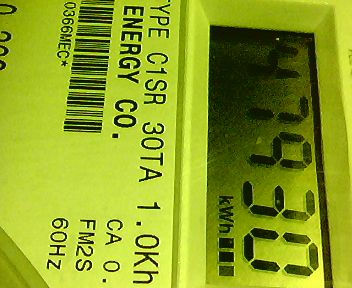 47930
kWh
TYPE C1SR 30TA 1.0Kh
ENERGY CO.
CA 0.
FM2S
60Hz
0366MEC*